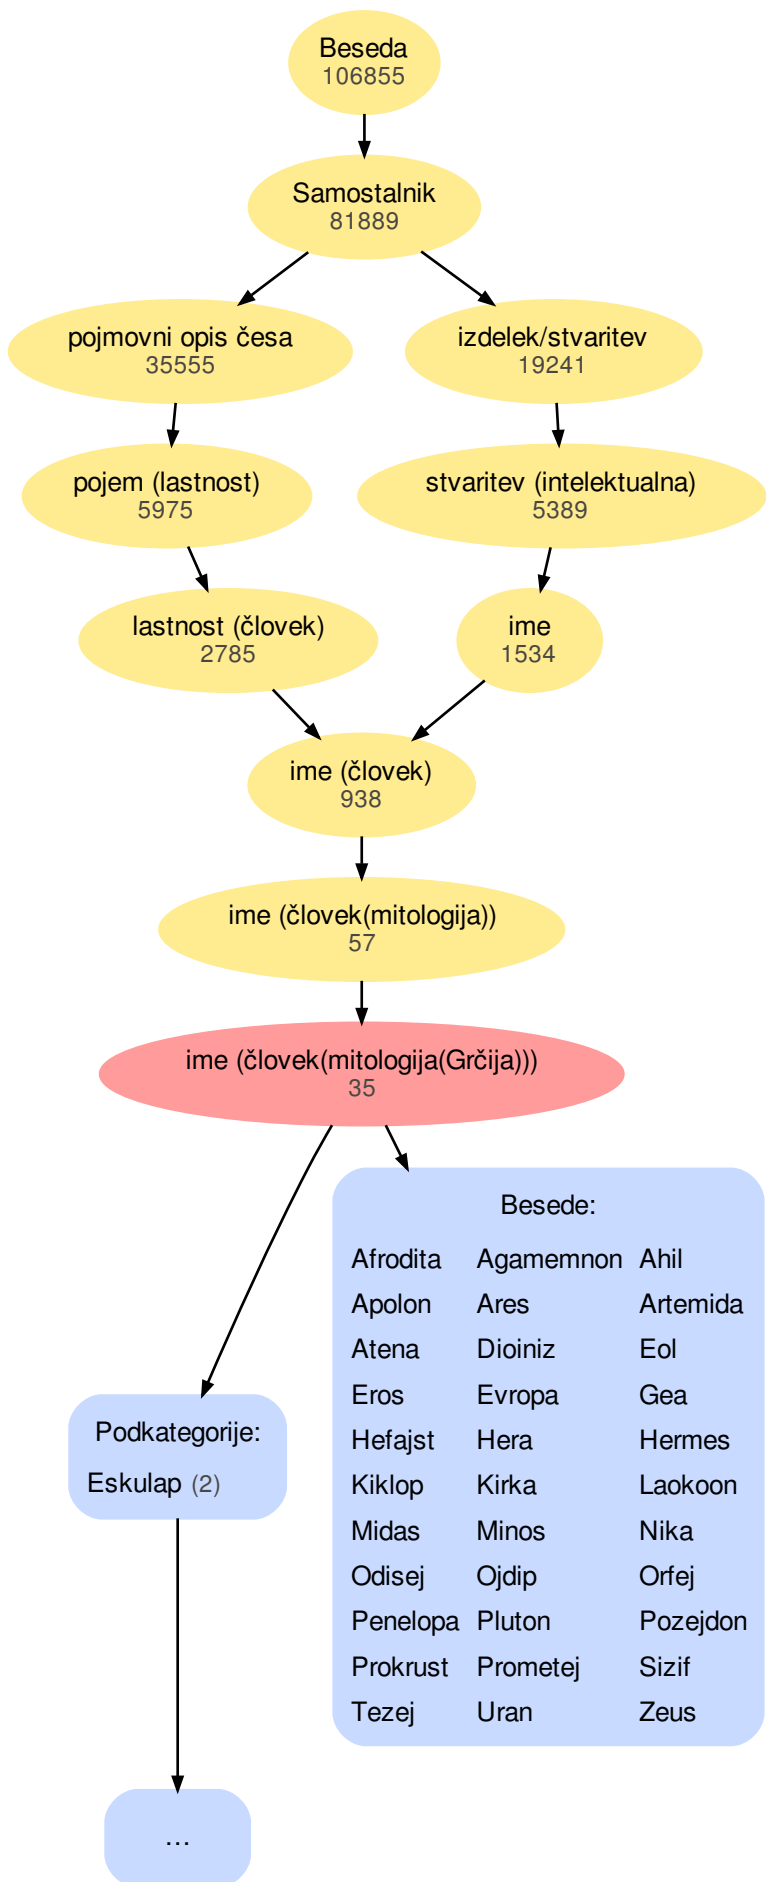 Beseda
106855
Samostalnik
81889
pojmovni opis česa
35555
izdelek/stvaritev
19241
pojem (lastnost)
5975
stvaritev (intelektualna)
5389
lastnost (človek)
2785
ime
1534
ime (človek)
938
ime (človek(mitologija))
57
ime (človek(mitologija(Grčija)))
35
Besede:
Afrodita Agamemnon Ahil
Apolon Ares Artemida
Atena Dioiniz Eol
Eros Evropa Gea
Hefajst Hera Hermes
Kiklop Kirka Laokoon
Midas Minos Nika
Odisej Ojdip Orfej
Penelopa Pluton Pozejdon
Prokrust Prometej Sizif
Tezej Uran Zeus
Podkategorije:
Eskulap (2)
...